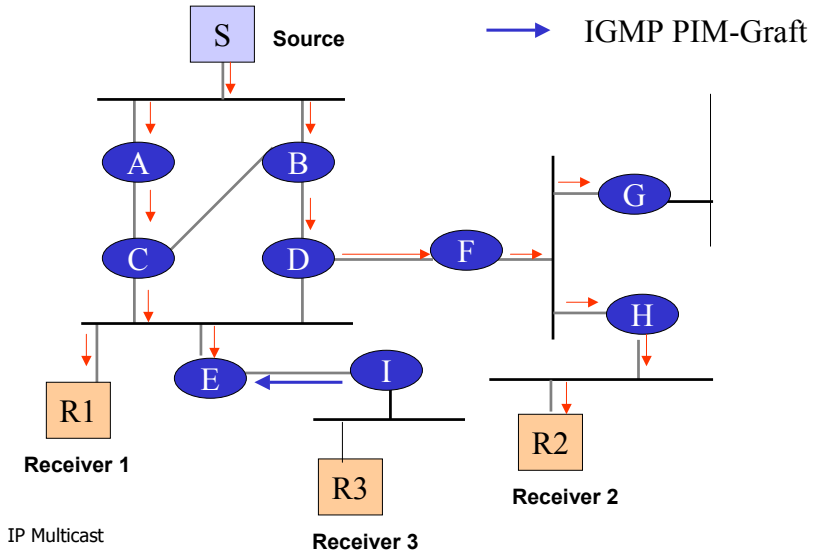 S
Source
IGMP PIM-Graft
A
B
G
C
D
F
H
E
I
R1
R2
R3
Receiver 1
Receiver 2
IP Multicast
Receiver 3